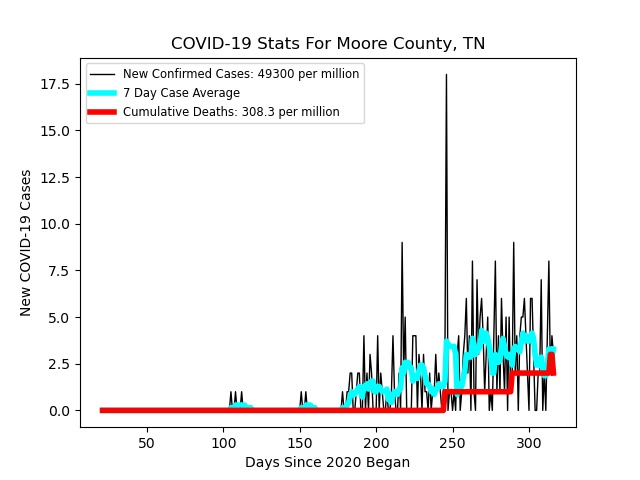 COVID-19 Stats For Moore County, TN
New Confirmed Cases: 49300 per million
7 Day Case Average
Cumulative Deaths: 308.3 per million
New COVID-19 Cases
17.5
15.0
12.5
10.0
7.5
5.0
2.5
0.0
50 100 150 200 250 300
Days Since 2020 Began